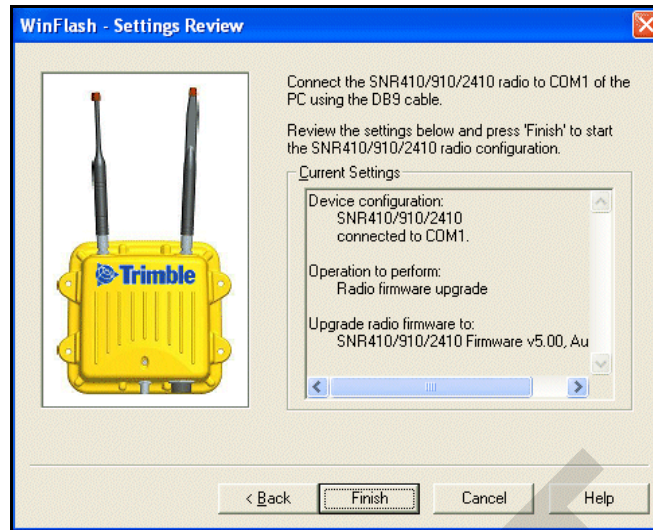 WinFlash - Settings Review
Connect the SNR410/910/2410 radio to COM1 of the
PC using the DB9 cable.
Review the settings below and press 'Finish' to start
the SNR410/910/2410 radio configuration.
Current Settings
Device configuration:
SNR410/910/2410
connected to COM1.
Operation to perform:
Radio firmware upgrade
Upgrade radio firmware to:
SNR410/910/2410 Firmware v5.00, Au
Trimble
< Back
Finish
Cancel
Help